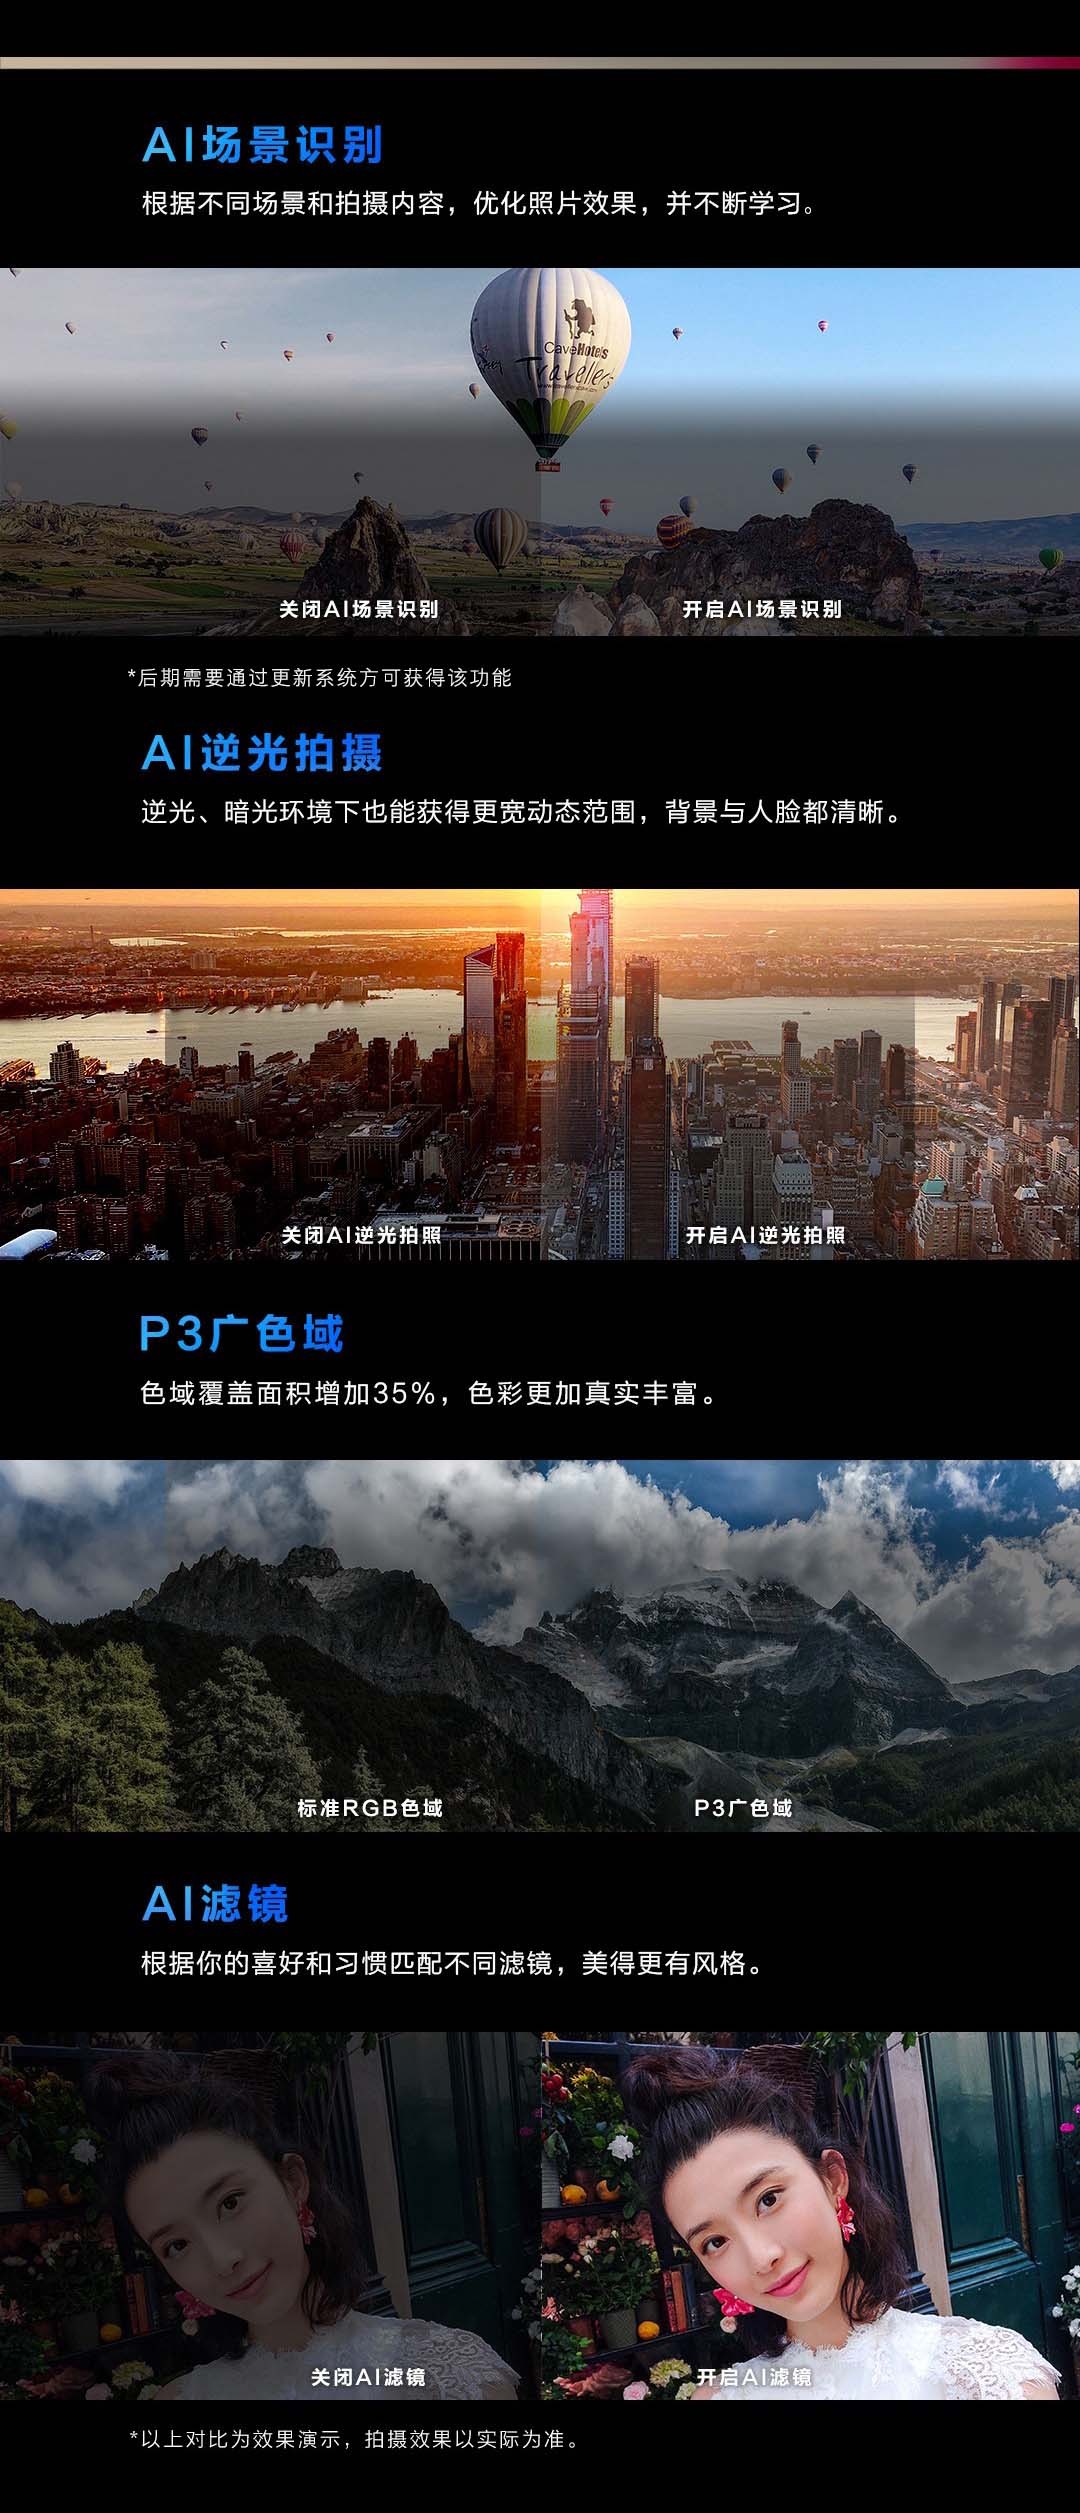 AI场景识别
根据不同场景和拍摄内容，优化照片效果，并不断学习。
CaveHotels
Travellers
关闭AI场景识别
开启AI场景识别
*后期需要通过更新系统方可获得该功能
AI逆光拍摄
逆光、暗光环境下也能获得更宽动态范围，背景与人脸都清晰。
关闭AI逆光拍照
开启AI逆光拍照
P3广色域
色域覆盖面积增加35%，色彩更加真实丰富。
标准RGB色域
P3广色域
AI滤镜
根据你的喜好和习惯匹配不同滤镜，美得更有风格。
关闭AI滤镜
开启AI滤镜
*以上对比为效果演示，拍摄效果以实际为准。